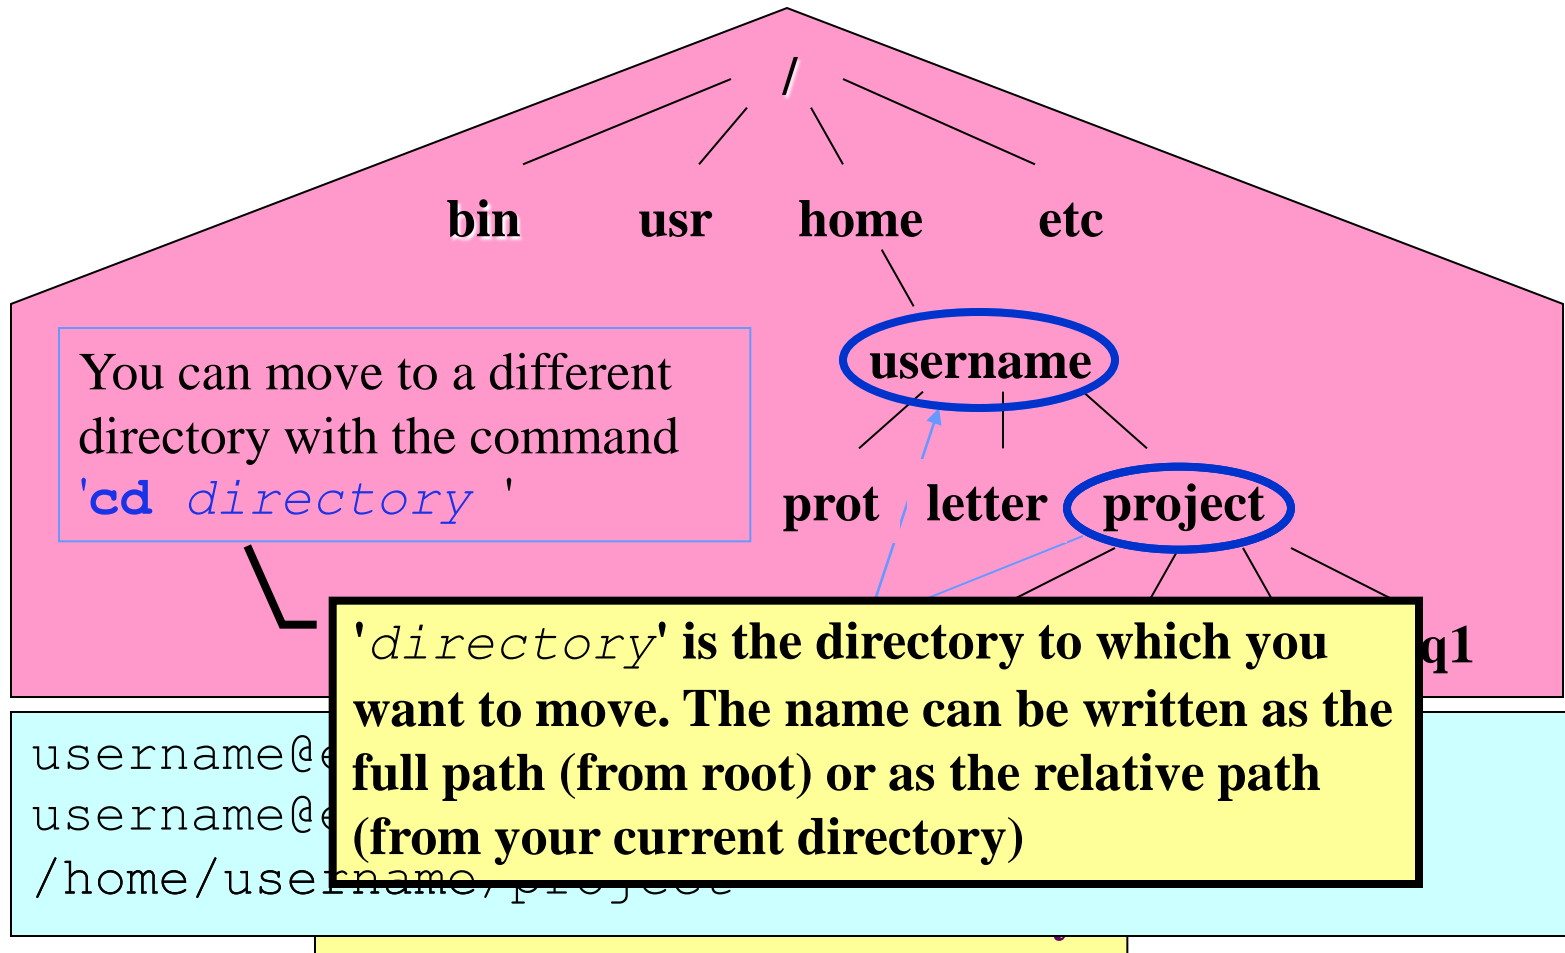 /
bin usr home etc
username
You can move to a different
directory with the command
'cd directory '
prot letter project
q1
'directory' is the directory to which you
want to move. The name can be written as the
full path (from root) or as the relative path
(from your current directory)
username@
username@
/home/username/project